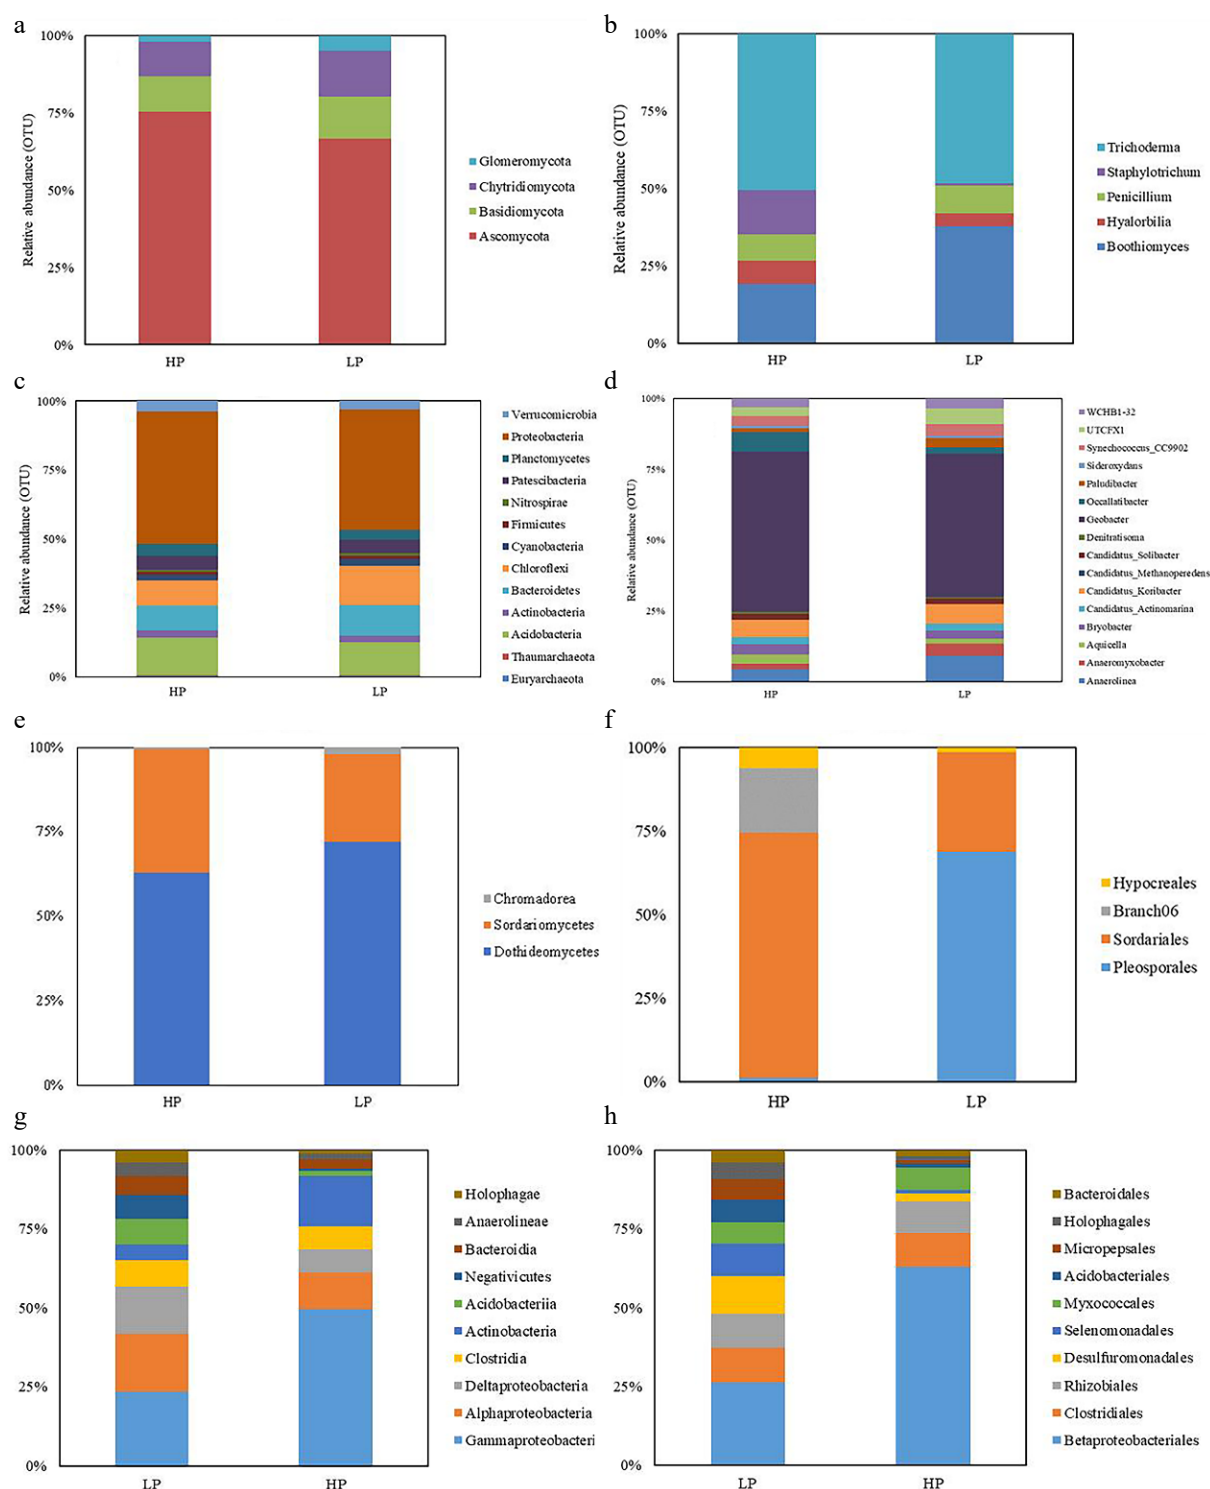 a
100%
75%
50%
25%
0%
Relative abundance (OTU)
HP
LP
Glomeromycota
Chytridiomycota
Basidiomycota
Ascomycota
b
100%
75%
50%
25%
0%
Relative abundance (OTU)
HP
LP
Trichoderma
Staphylotrichum
Penicillium
Hyalorbilia
Boothiomyces
c
100%
75%
50%
25%
0%
Relative abundance (OTU)
HP
LP
Verrucomicrobia
Proteobacteria
Planctomycetes
Patescibacteria
Nitrospirae
Firmicutes
Cyanobacteria
Chloroflexi
Bacteroidetes
Actinobacteria
Acidobacteria
Thaumarchaeota
Euryarchaeota
d
100%
75%
50%
25%
0%
Relative abundance (OTU)
HP
LP
WCHB1-32
UTCFX1
Synechococcus_CC9902
Sideroxydans
Paludibacter
Occallatibacter
Geobacter
Denitratisoma
Candidatus_Solibacter
Candidatus_Methanoperedens
Candidatus_Koribacter
Candidatus_Actinomarina
Bryobacter
Aquicella
Anaeromyxobacter
Anaerolinea
e
100%
75%
50%
25%
0%
HP
LP
Chromadorea
Sordariomycetes
Dothideomycetes
f
100%
75%
50%
25%
0%
HP
LP
Hypocreales
Branch06
Sordariales
Pleosporales
g
100%
75%
50%
25%
0%
LP
HP
Holophagae
Anaerolineae
Bacteroidia
Negativicutes
Acidobacteriia
Actinobacteria
Clostridia
Deltaproteobacteria
Alphaproteobacteria
Gammaproteobacteri
h
100%
75%
50%
25%
0%
LP
HP
Bacteroidales
Holophagales
Micropepsales
Acidobacteriales
Myxococcales
Selenomonadales
Desulfuromonadales
Rhizobiales
Clostridiales
Betaproteobacteriales